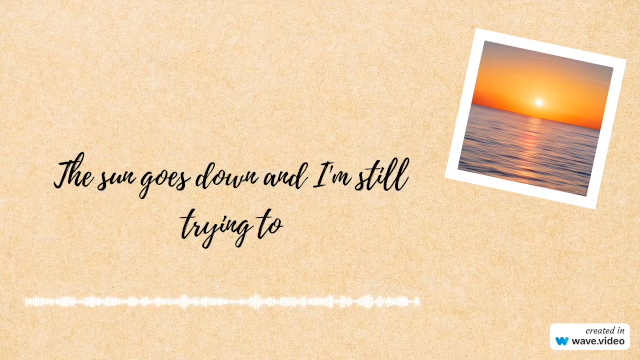 The sun goes down and I'm still
trying to
created in
wave.video